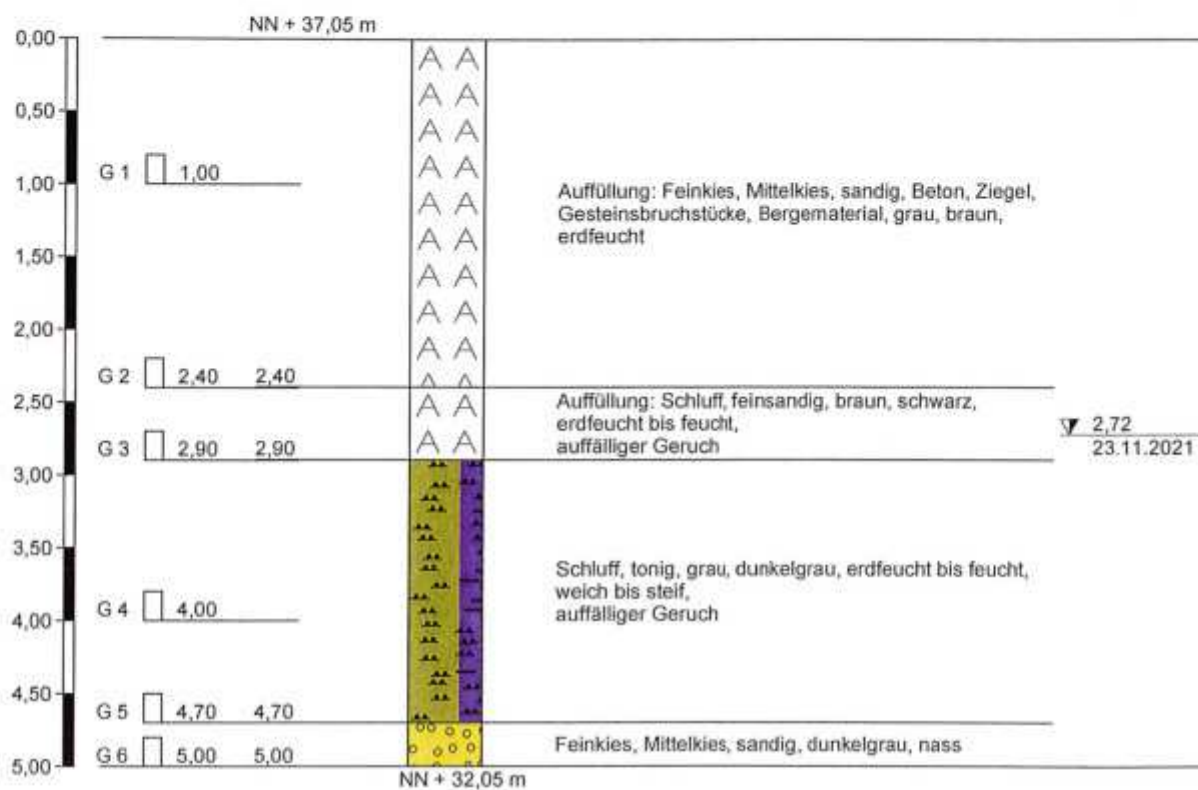 NN + 37,05 m
0,00
0,50
G 1 1,00
1,00
Auffüllung: Feinkies, Mittelkies, sandig, Beton, Ziegel,
Gesteinsbruchstücke, Bergematerial, grau, braun,
erdfeucht
1,50
2,00
G 2 2,40 2,40
2,50
Auffüllung: Schluff, feinsandig, braun, schwarz,
erdfeucht bis feucht,
auffälliger Geruch
2,72
23.11.2021
G 3 2,90 2,90
3,00
3,50
Schluff, tonig, grau, dunkelgrau, erdfeucht bis feucht,
weich bis steif,
auffälliger Geruch
G 4 4,00
4,00
4,50
G 5 4,70 4,70
Feinkies, Mittelkies, sandig, dunkelgrau, nass
G 6 5,00 5,00
5,00
NN + 32,05 m